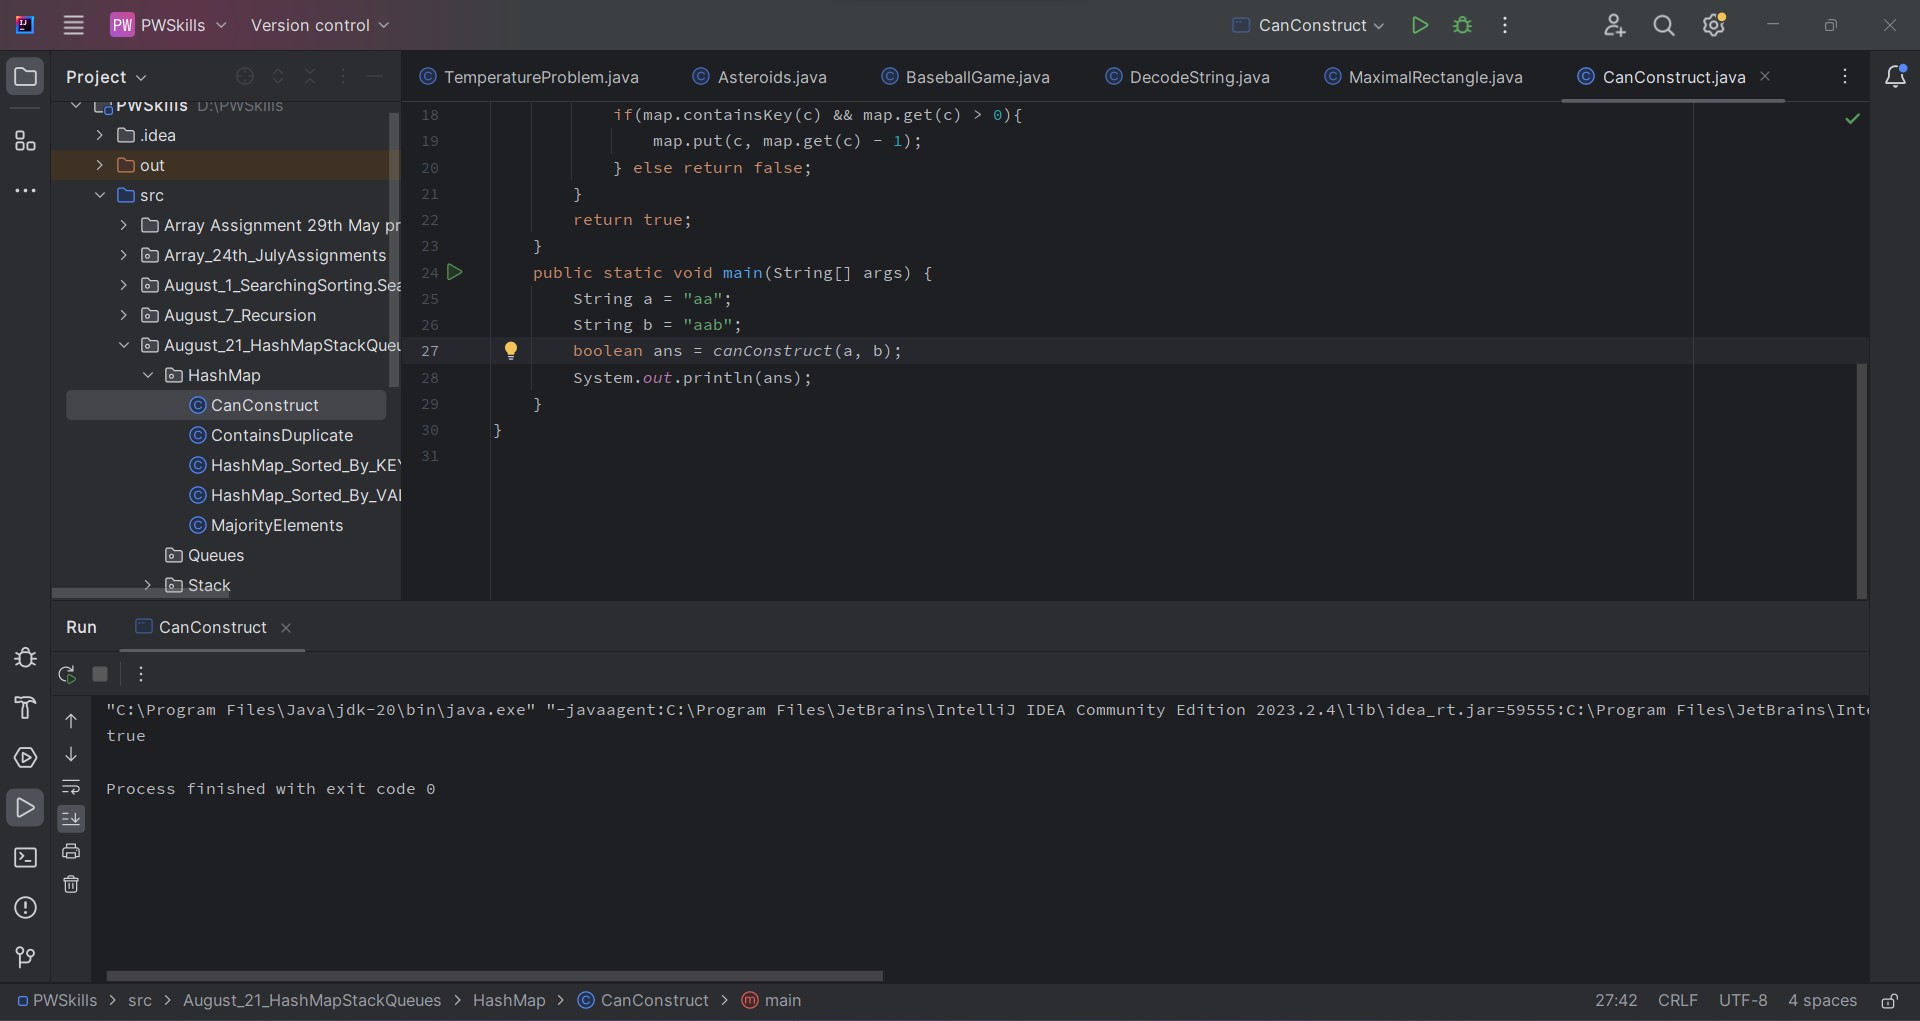 PW PWSkills Version control CanConstruct
Project
TemperatureProblem.java Asteroids.java BaseballGame.java DecodeString.java MaximalRectangle.java CanConstruct.java
PWSkills D:\PWSkills
.idea
out
src
Array Assignment 29th May pr
Array_24th_JulyAssignments
August_1_SearchingSorting.Sea
August_7_Recursion
August_21_HashMapStackQueu
HashMap
CanConstruct
ContainsDuplicate
HashMap_Sorted_By_KEY
HashMap_Sorted_By_VAL
MajorityElements
Queues
Stack
18 if(map.containsKey(c) && map.get(c) > 0){
19 map.put(c, map.get(c) - 1);
20 } else return false;
21 }
22 return true;
23 }
24 public static void main(String[] args) {
25 String a = "aa";
26 String b = "aab";
27 boolean ans = canConstruct(a, b);
28 System.out.println(ans);
29 }
30 }
31
Run CanConstruct
"C:\Program Files\Java\jdk-20\bin\java.exe" "-javaagent:C:\Program Files\JetBrains\IntelliJ IDEA Community Edition 2023.2.4\lib\idea_rt.jar=59555:C:\Program Files\JetBrains\Inte
true
Process finished with exit code 0
PWSkills > src > August_21_HashMapStackQueues > HashMap > CanConstruct > main 27:42 CRLF UTF-8 4 spaces